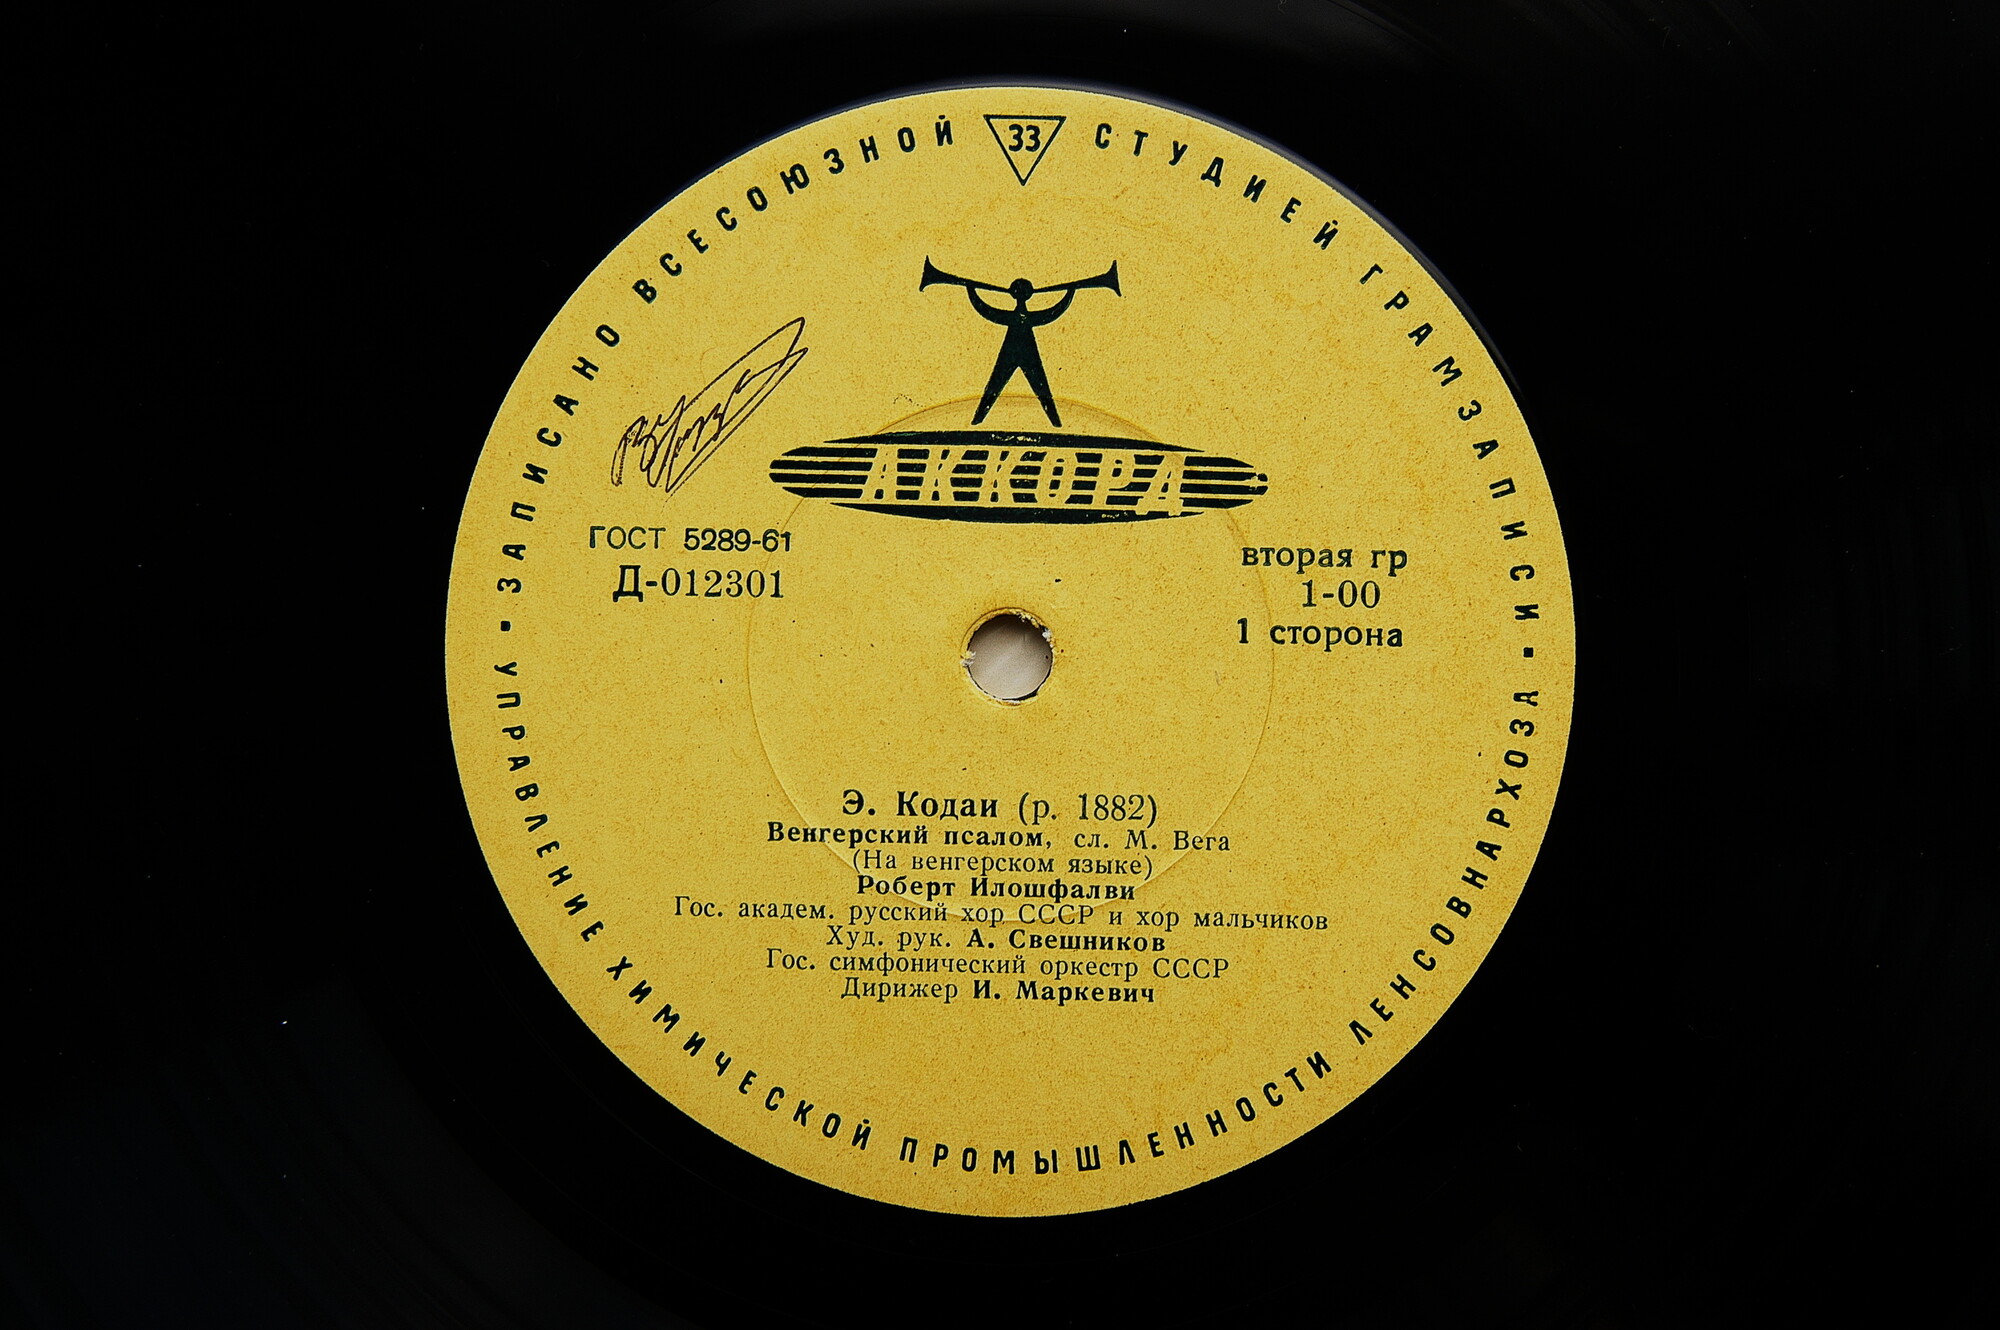 ЗАПИСАНО ВСЕСОЮЗНОЙ 33 СТУДИЕЙ ГРАМЗАПИСИ
АККОРД
ГОСТ 5289-61
Д-012301
вторая гр
1-00
1 сторона
Э. Кодаи (р. 1882)
Венгерский псалом, сл. М. Вега
(На венгерском языке)
Роберт Илошфалви
Гос. академ. русский хор СССР и хор мальчиков
Худ. рук. А. Свешников
Гос. симфонический оркестр СССР
Дирижер И. Маркевич
УПРАВЛЕНИЕ ХИМИЧЕСКОЙ ПРОМЫШЛЕННОСТИ ЛЕНСОВНАРХОЗА